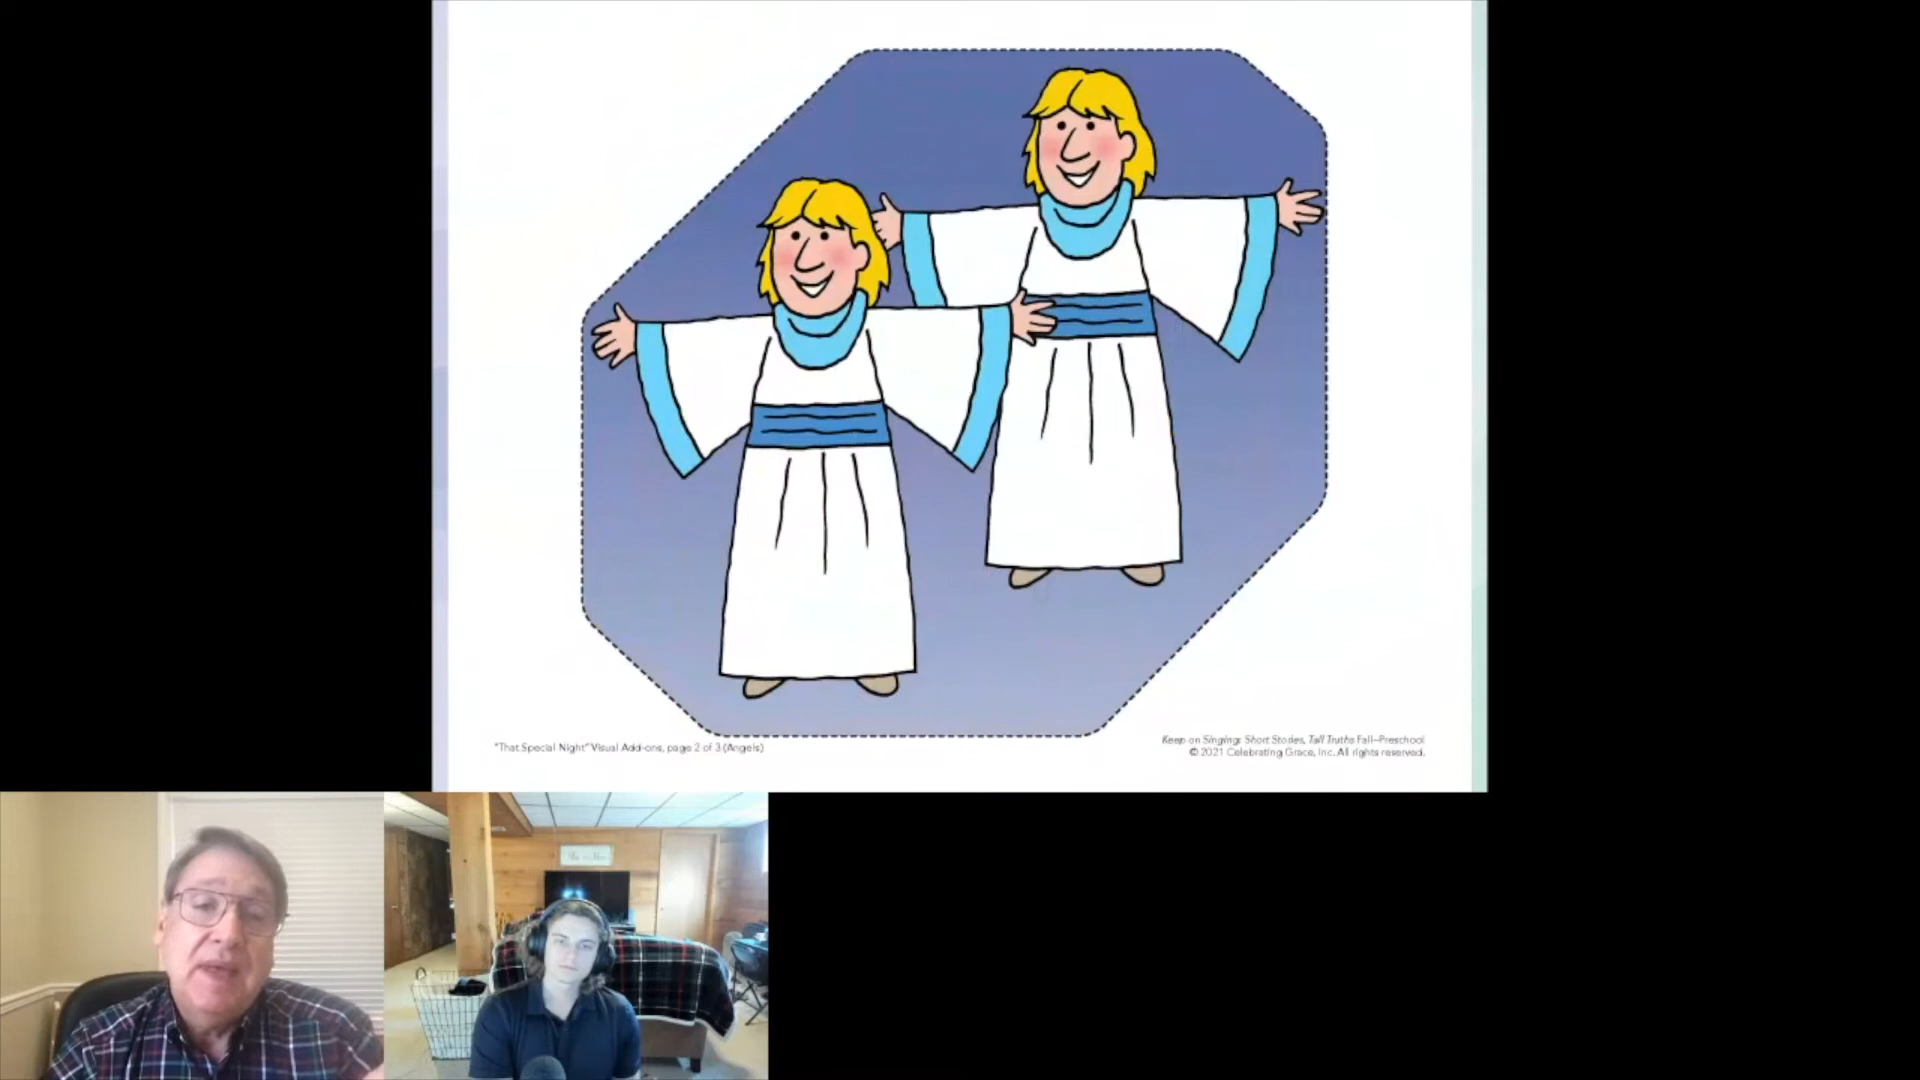 "That Special Night" Visual Add-ons, page 2 of 3 (Angels)
Keep on Singing: Short Stories, Tall Truths Fall–Preschool
© 2021 Celebrating Grace, Inc. All rights reserved.